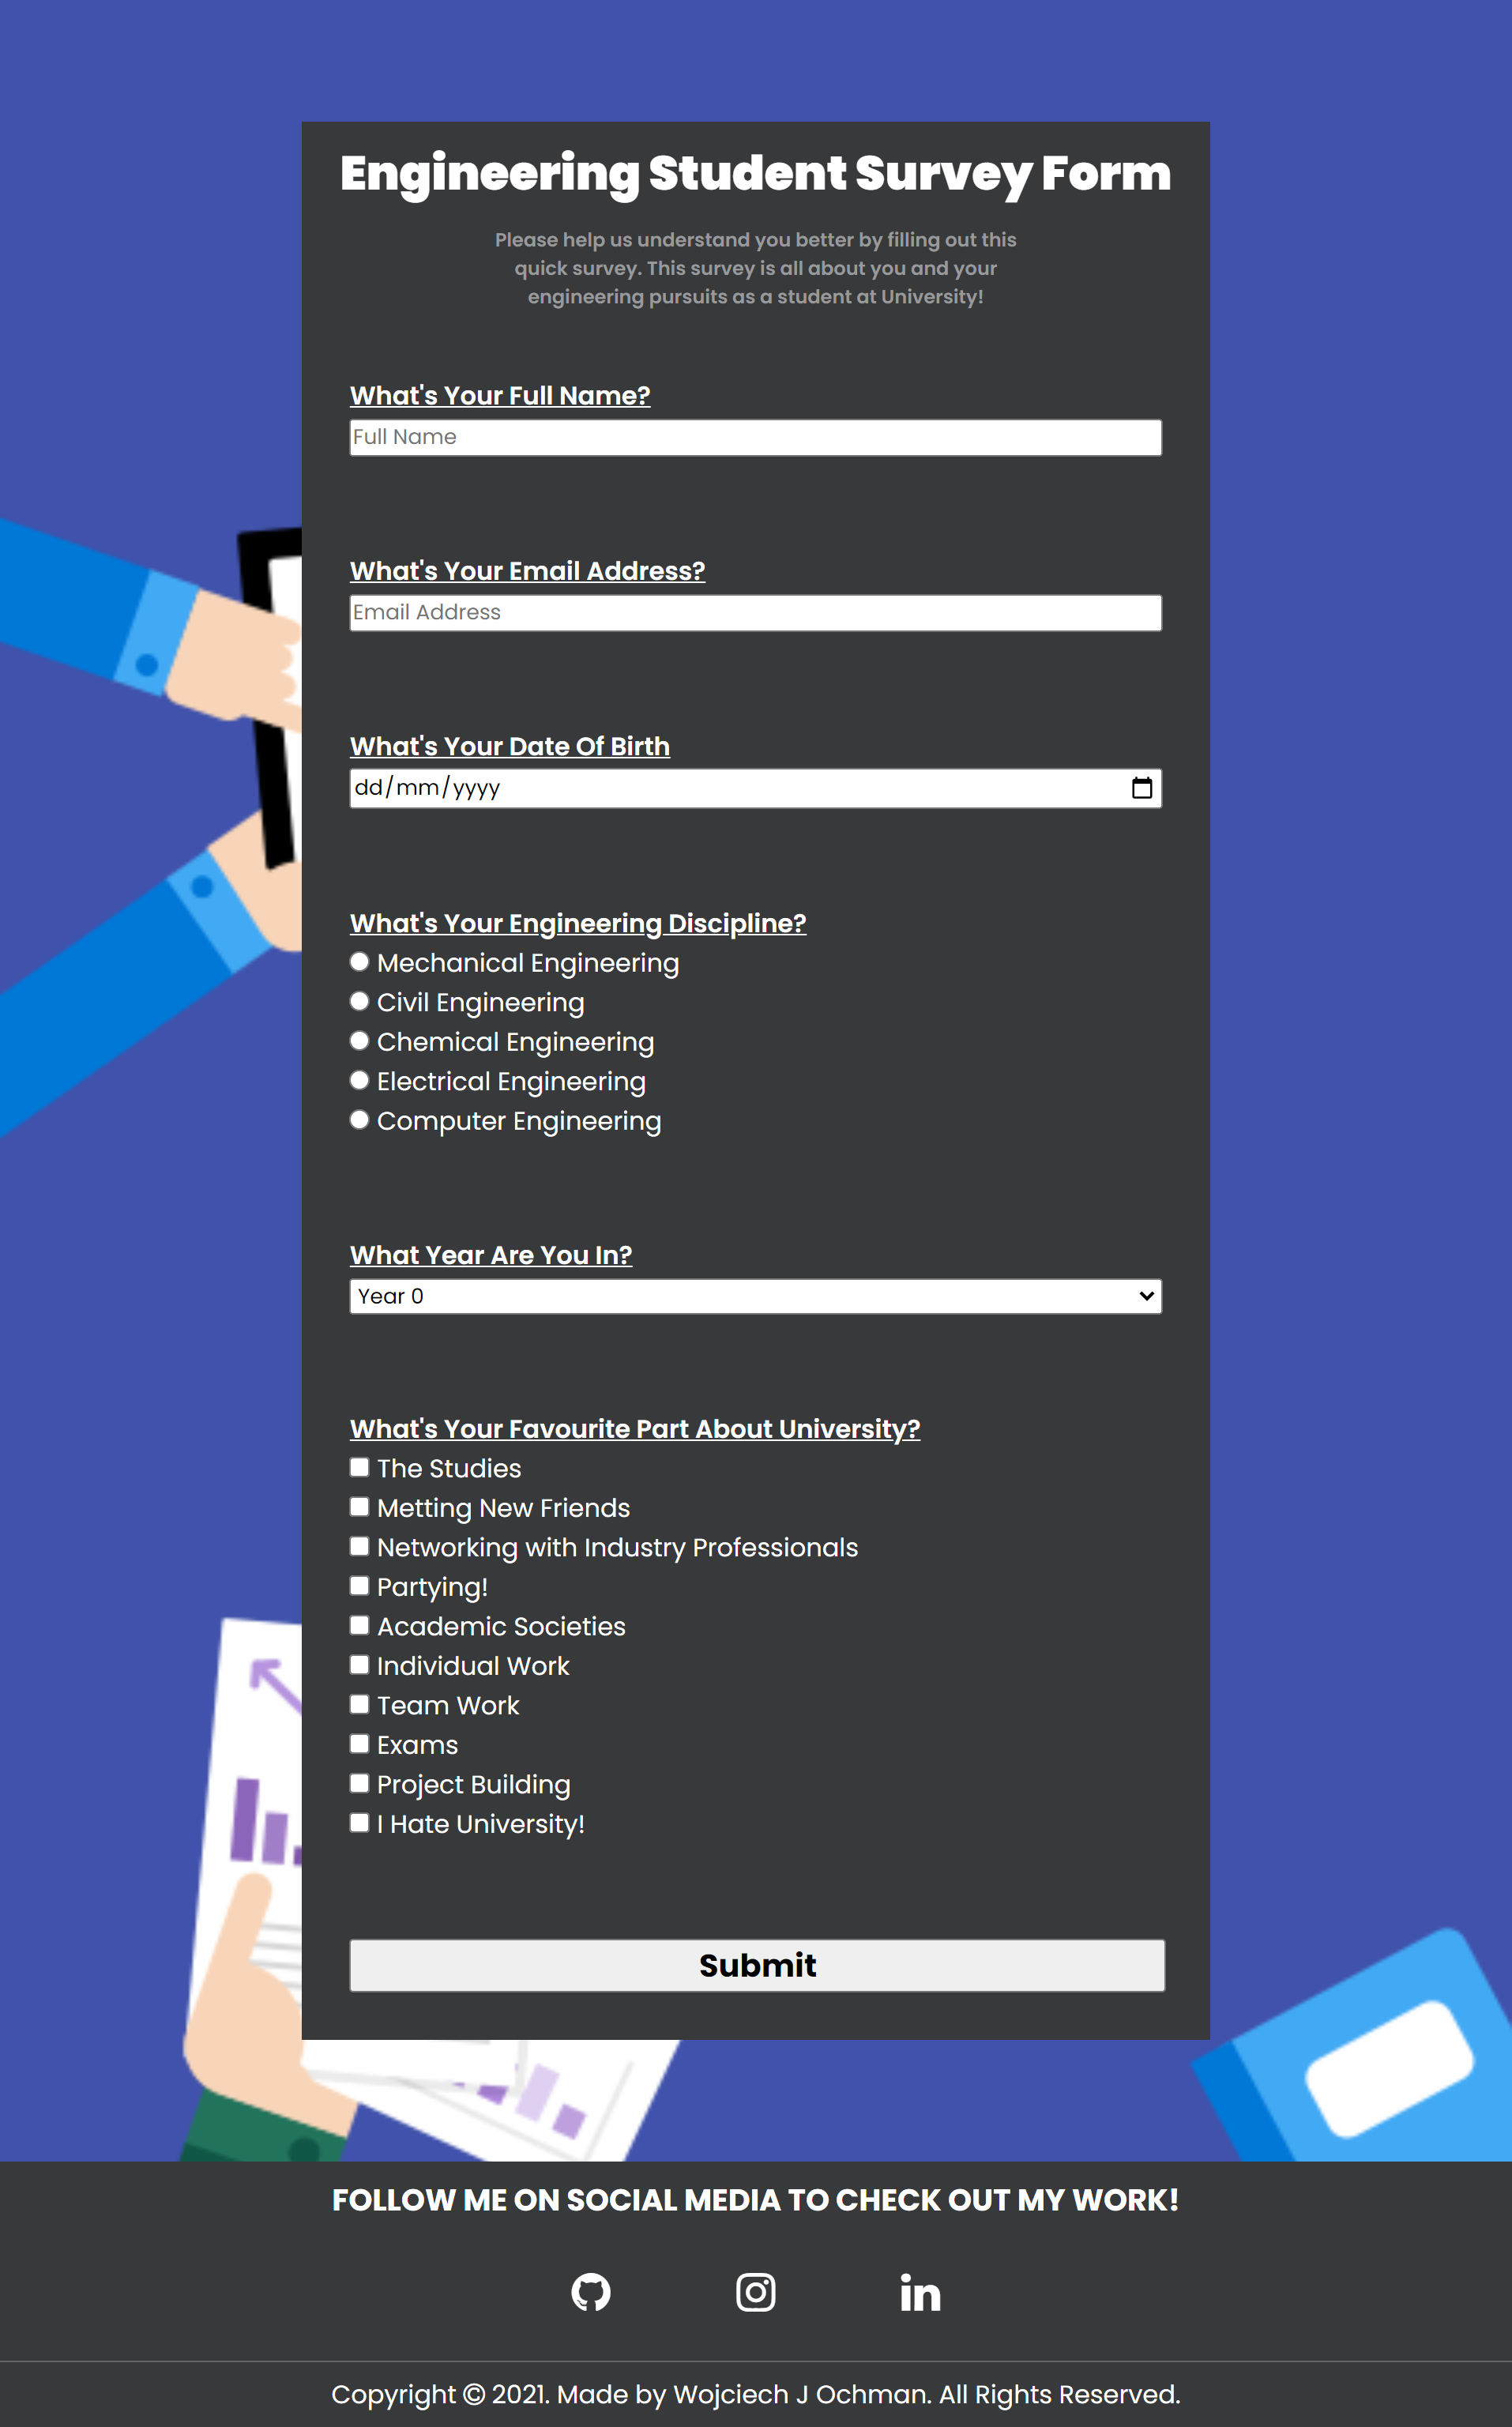 Engineering Student Survey Form
Please help us understand you better by filling out this
quick survey. This survey is all about you and your
engineering pursuits as a student at University!
What's Your Full Name?
Full Name
What's Your Email Address?
Email Address
What's Your Date Of Birth
dd/mm/yyyy
What's Your Engineering Discipline?
Mechanical Engineering
Civil Engineering
Chemical Engineering
Electrical Engineering
Computer Engineering
What Year Are You In?
Year 0
What's Your Favourite Part About University?
The Studies
Metting New Friends
Networking with Industry Professionals
Partying!
Academic Societies
Individual Work
Team Work
Exams
Project Building
I Hate University!
Submit
FOLLOW ME ON SOCIAL MEDIA TO CHECK OUT MY WORK!
in
Copyright © 2021. Made by Wojciech J Ochman. All Rights Reserved.